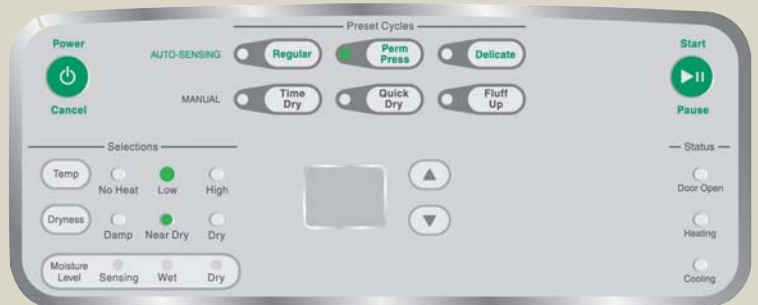 Preset Cycles
Power
Cancel
AUTO-SENSING
Regular
Perm
Press
Delicate
MANUAL
Time
Dry
Quick
Dry
Fluff
Up
Start
Pause
Selections
Temp
No Heat
Low
High
Dryness
Damp
Near Dry
Dry
Moisture
Level
Sensing
Wet
Dry
Status
Door Open
Heating
Cooling